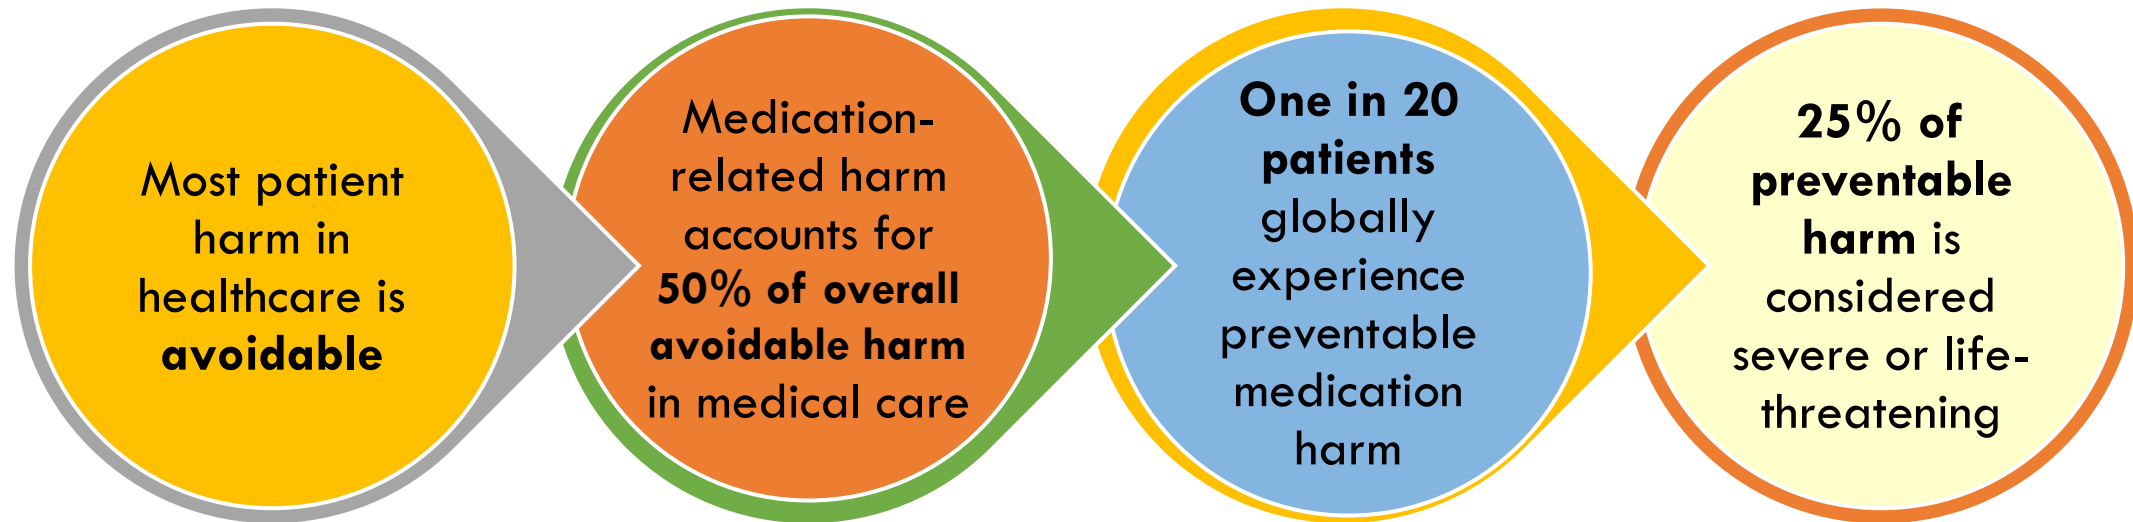 Most patient
harm in
healthcare is
avoidable
Medication-
related harm
accounts for
50% of overall
avoidable harm
in medical care
One in 20
patients
globally
experience
preventable
medication
harm
25% of
preventable
harm is
considered
severe or life-
threatening